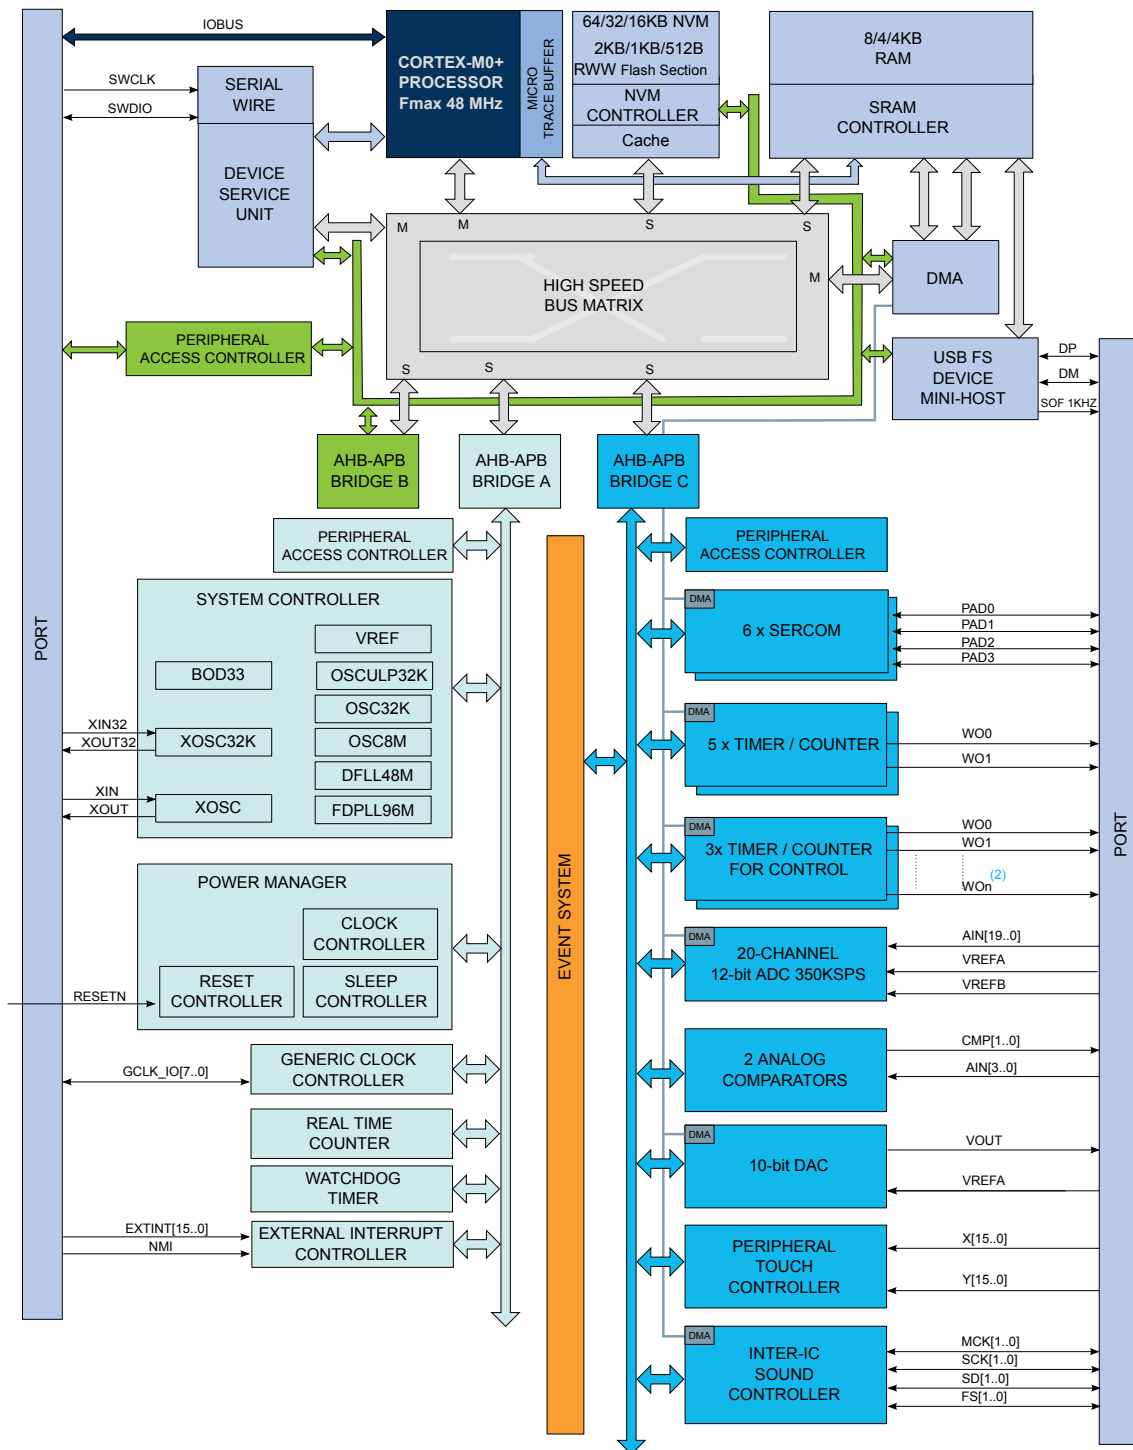 IOBUS
SWCLK
SWDIO
SERIAL
WIRE
DEVICE
SERVICE
UNIT
CORTEX-M0+
PROCESSOR
Fmax 48 MHz
MICRO
TRACE BUFFER
64/32/16KB NVM
2KB/1KB/512B
RWW Flash Section
NVM
CONTROLLER
Cache
8/4/4KB
RAM
SRAM
CONTROLLER
M
M
S
S
HIGH SPEED
BUS MATRIX
M
S
S
S
DMA
PERIPHERAL
ACCESS CONTROLLER
USB FS
DEVICE
MINI-HOST
DP
DM
SOF 1KHZ
AHB-APB
BRIDGE B
AHB-APB
BRIDGE A
AHB-APB
BRIDGE C
PORT
PERIPHERAL
ACCESS CONTROLLER
SYSTEM CONTROLLER
VREF
BOD33
OSCULP32K
OSC32K
XIN32
XOUT32
XOSC32K
OSC8M
DFLL48M
XIN
XOUT
XOSC
FDPLL96M
POWER MANAGER
CLOCK
CONTROLLER
RESETN
RESET
CONTROLLER
SLEEP
CONTROLLER
GCLK_IO[7..0]
GENERIC CLOCK
CONTROLLER
REAL TIME
COUNTER
WATCHDOG
TIMER
EXTINT[15..0]
NMI
EXTERNAL INTERRUPT
CONTROLLER
EVENT SYSTEM
PERIPHERAL
ACCESS CONTROLLER
DMA
6 x SERCOM
PAD0
PAD1
PAD2
PAD3
DMA
5 x TIMER / COUNTER
WO0
WO1
DMA
3x TIMER / COUNTER
FOR CONTROL
WO0
WO1
(2)
WOn
DMA
20-CHANNEL
12-bit ADC 350KSPS
AIN[19..0]
VREFA
VREFB
2 ANALOG
COMPARATORS
CMP[1..0]
AIN[3..0]
DMA
10-bit DAC
VOUT
VREFA
PERIPHERAL
TOUCH
CONTROLLER
X[15..0]
Y[15..0]
DMA
INTER-IC
SOUND
CONTROLLER
MCK[1..0]
SCK[1..0]
SD[1..0]
FS[1..0]
PORT